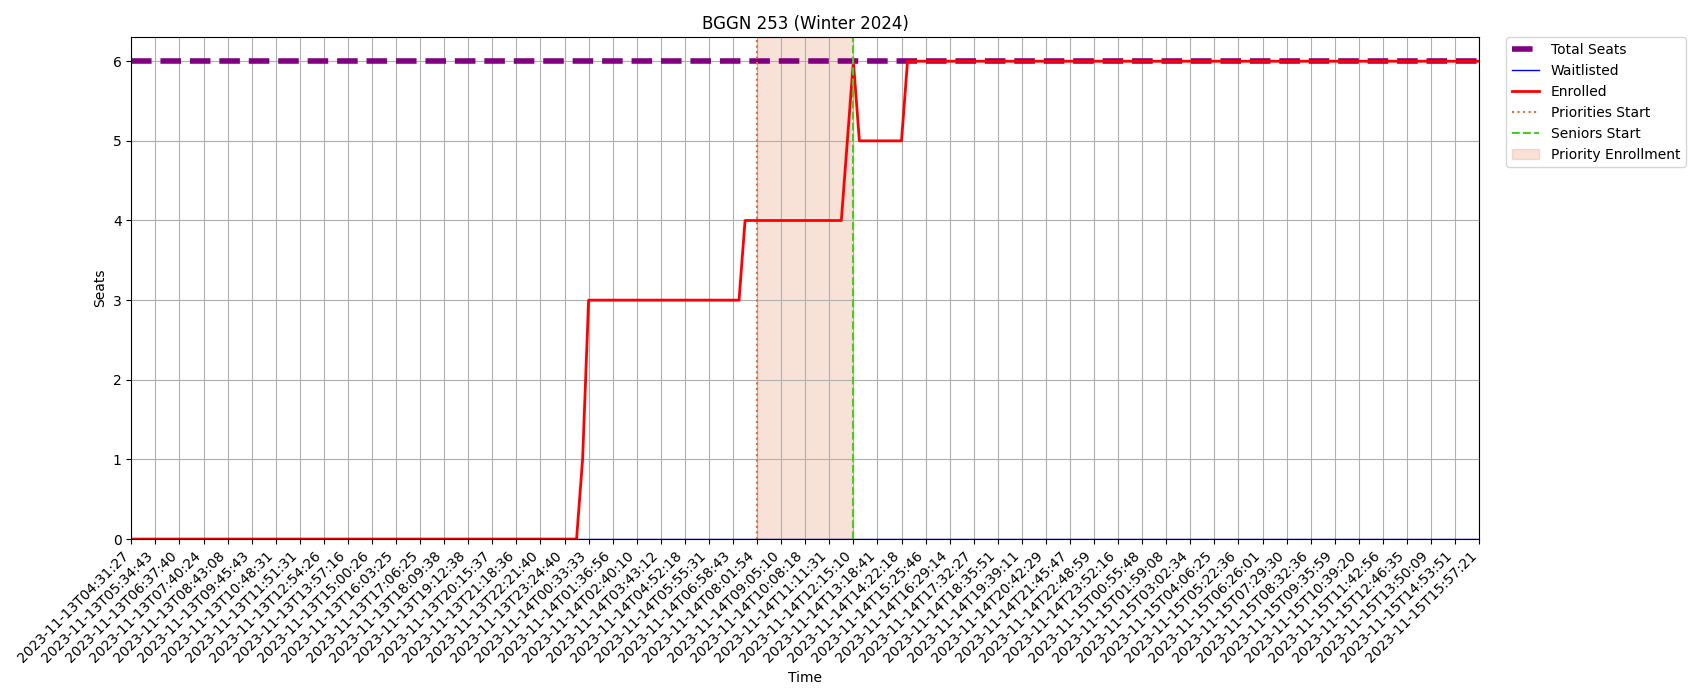 BGGN 253 (Winter 2024)
Total Seats
Waitlisted
Enrolled
Priorities Start
Seniors Start
Priority Enrollment
Seats
6
5
4
3
2
1
0
2023-11-13T04:31:27
2023-11-13T05:34:43
2023-11-13T06:37:40
2023-11-13T07:40:24
2023-11-13T08:43:08
2023-11-13T09:45:43
2023-11-13T10:48:31
2023-11-13T11:51:31
2023-11-13T12:54:26
2023-11-13T13:57:16
2023-11-13T15:00:26
2023-11-13T16:03:25
2023-11-13T17:06:25
2023-11-13T18:09:38
2023-11-13T19:12:38
2023-11-13T20:15:37
2023-11-13T21:18:36
2023-11-13T22:21:40
2023-11-13T23:24:40
2023-11-14T00:33:33
2023-11-14T01:36:56
2023-11-14T02:40:10
2023-11-14T03:43:12
2023-11-14T04:52:18
2023-11-14T05:55:31
2023-11-14T06:58:43
2023-11-14T08:01:54
2023-11-14T09:05:10
2023-11-14T10:08:18
2023-11-14T11:11:31
2023-11-14T12:15:10
2023-11-14T13:18:41
2023-11-14T14:22:18
2023-11-14T15:25:46
2023-11-14T16:29:14
2023-11-14T17:32:27
2023-11-14T18:35:51
2023-11-14T19:39:11
2023-11-14T20:42:29
2023-11-14T21:45:47
2023-11-14T22:48:59
2023-11-14T23:52:16
2023-11-15T00:55:48
2023-11-15T01:59:08
2023-11-15T03:02:34
2023-11-15T04:06:25
2023-11-15T05:22:36
2023-11-15T06:26:01
2023-11-15T07:29:30
2023-11-15T08:32:36
2023-11-15T09:35:59
2023-11-15T10:39:20
2023-11-15T11:42:56
2023-11-15T12:46:35
2023-11-15T13:50:09
2023-11-15T14:53:51
2023-11-15T15:57:21
Time